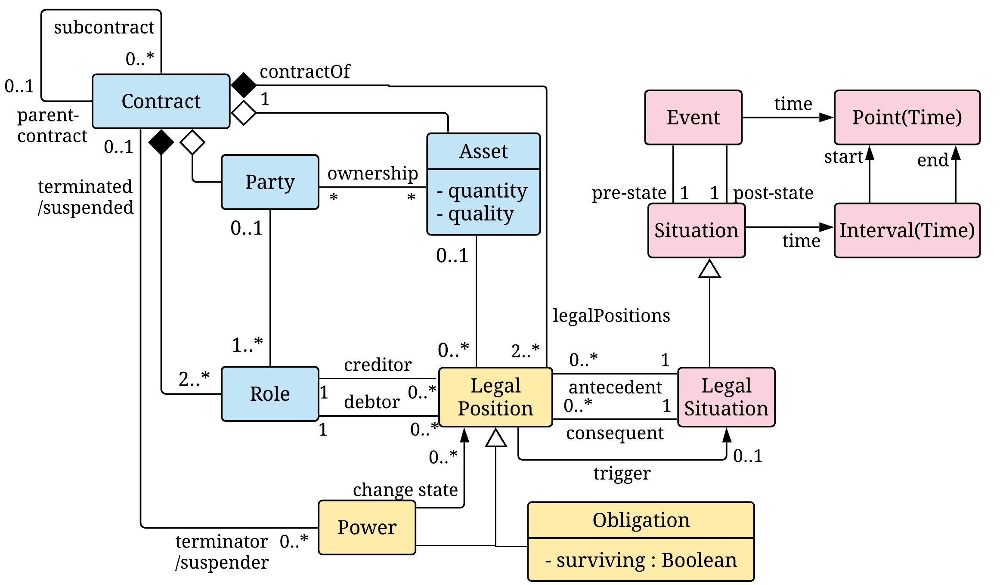 subcontract
0..*
0..1
Contract
parent-
contract
contractOf
1
0..1
terminated
/suspended
Party
0..1
ownership
*
*
Asset
- quantity
- quality
0..1
Event
time
Point(Time)
start
end
pre-state
1
1
post-state
Situation
time
Interval(Time)
legalPositions
1..*
2..*
Role
creditor
1
0..*
debtor
1
0..*
0..*
2..*
Legal
Position
0..*
1
antecedent
0..*
1
consequent
Legal
Situation
0..1
trigger
0..*
change state
Power
terminator
/suspender
0..*
Obligation
- surviving : Boolean